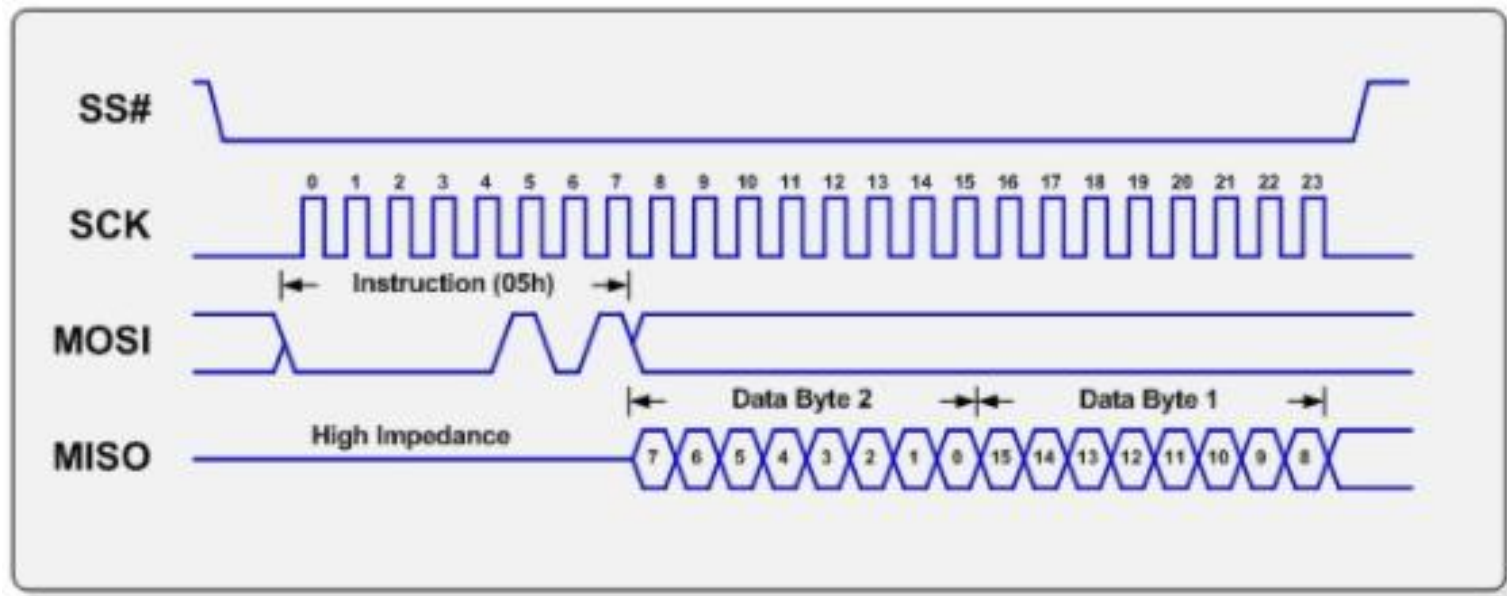 SS#
0 1 2 3 4 5 6 7 8 9 10 11 12 13 14 15 16 17 18 19 20 21 22 23
SCK
Instruction (05h)
MOSI
Data Byte 2 Data Byte 1
High Impedance
MISO
7 6 5 4 3 2 1 0 15 14 13 12 11 10 9 8